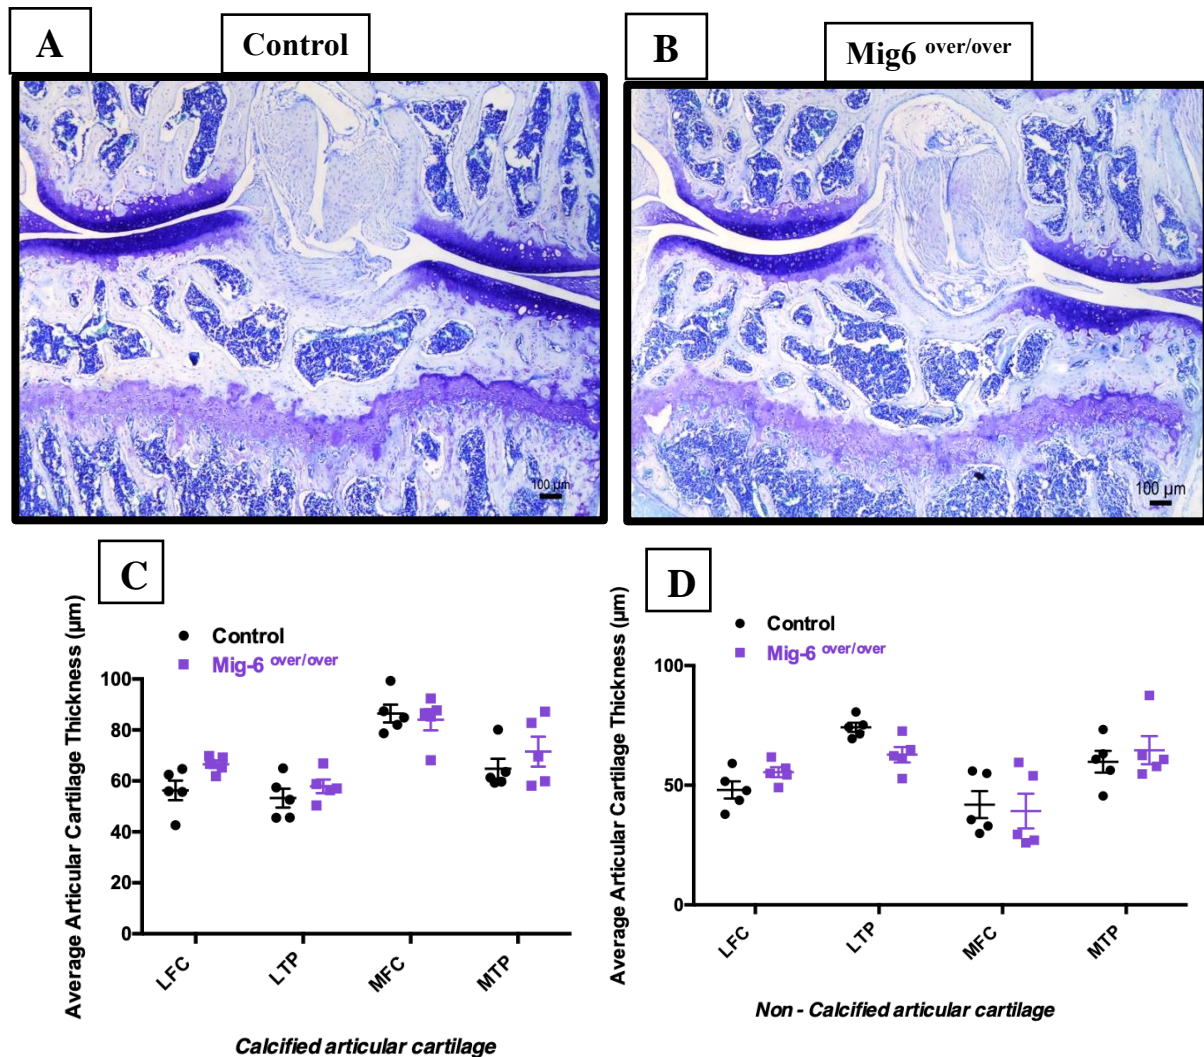 A
Control
B
Mig6 over/over
100 µm
100 µm
C
Control
Mig-6 over/over
Average Articular Cartilage Thickness (µm)
100
80
60
40
20
0
LFC
LTP
MFC
MTP
Calcified articular cartilage
D
Control
Mig-6 over/over
Average Articular Cartilage Thickness (µm)
100
50
0
LFC
LTP
MFC
MTP
Non - Calcified articular cartilage